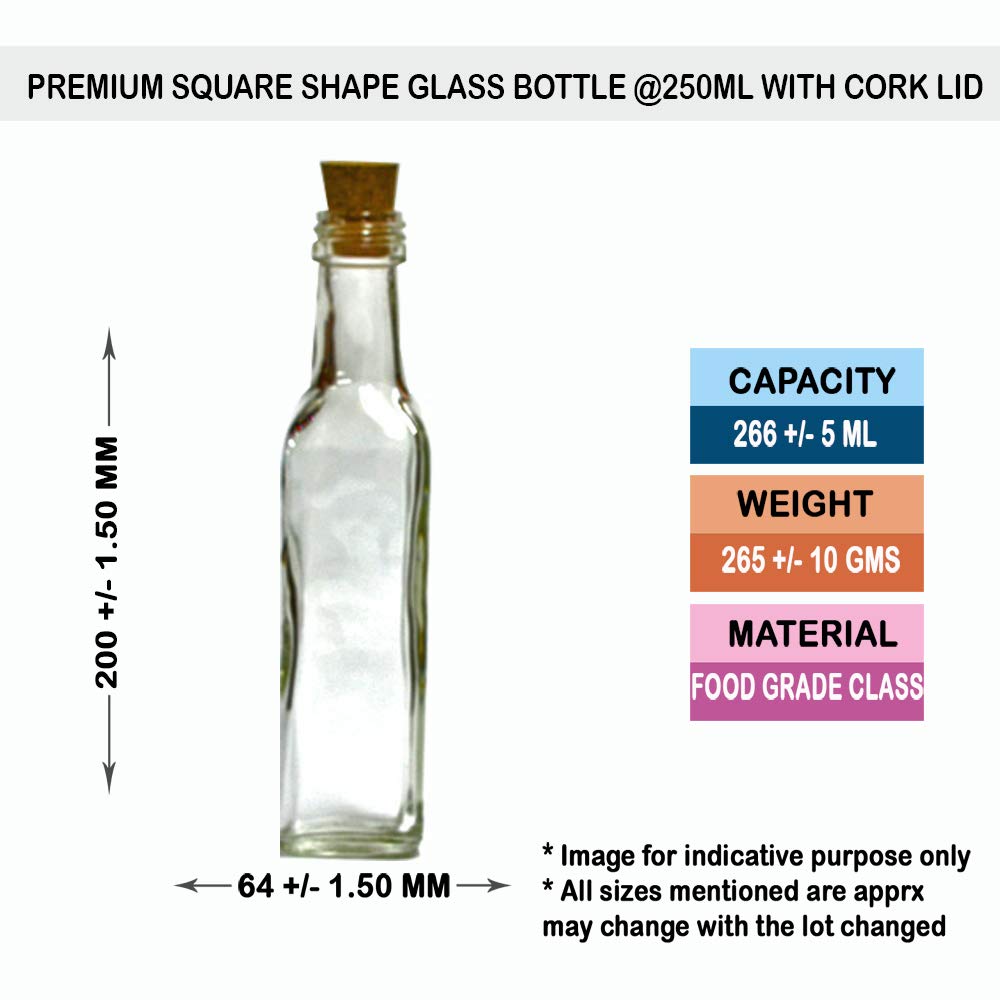 PREMIUM SQUARE SHAPE GLASS BOTTLE @250ML WITH CORK LID
200 +/- 1.50 MM
CAPACITY
266 +/- 5 ML
WEIGHT
265 +/- 10 GMS
MATERIAL
FOOD GRADE CLASS
64 +/- 1.50 MM
* Image for indicative purpose only
* All sizes mentioned are apprx
may change with the lot changed